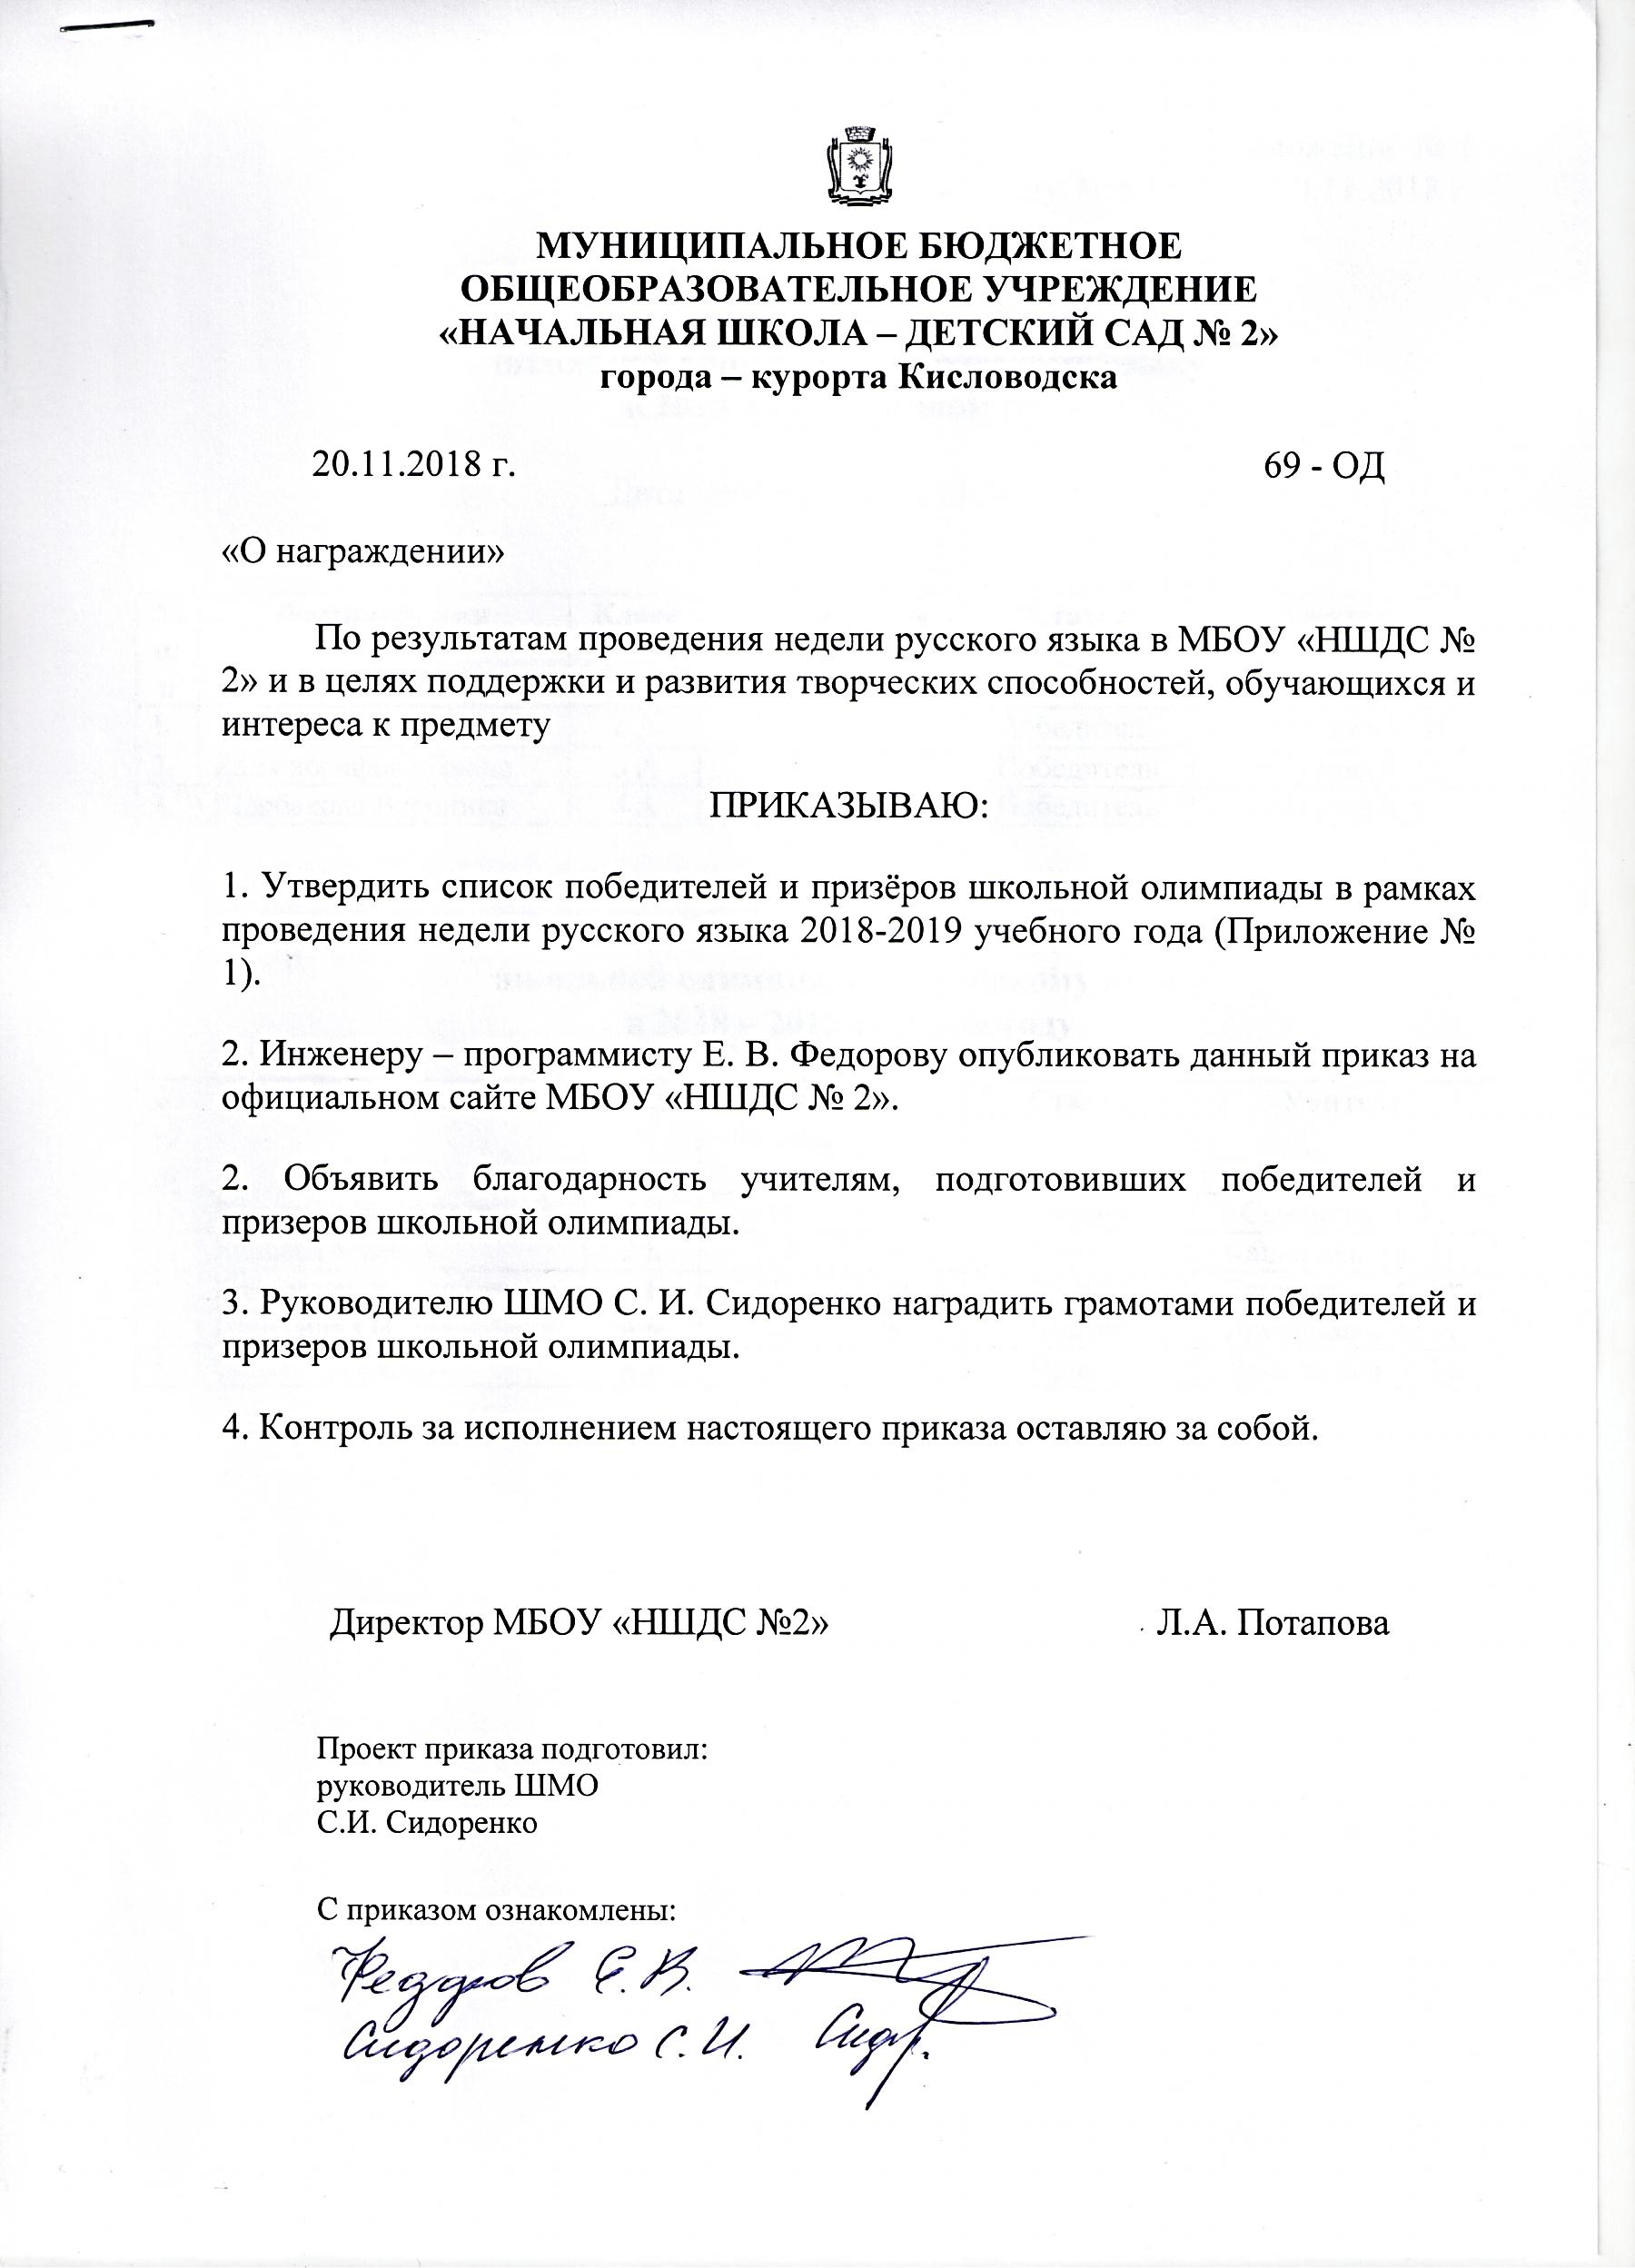 МУНИЦИПАЛЬНОЕ БЮДЖЕТНОЕ
ОБЩЕОБРАЗОВАТЕЛЬНОЕ УЧРЕЖДЕНИЕ
«НАЧАЛЬНАЯ ШКОЛА – ДЕТСКИЙ САД № 2»
города – курорта Кисловодска
20.11.2018 г. 69 - ОД
«О награждении»
По результатам проведения недели русского языка в МБОУ «НШДС №
2» и в целях поддержки и развития творческих способностей, обучающихся и
интереса к предмету
ПРИКАЗЫВАЮ:
1. Утвердить список победителей и призёров школьной олимпиады в рамках
проведения недели русского языка 2018-2019 учебного года (Приложение №
1).
2. Инженеру – программисту Е. В. Федорову опубликовать данный приказ на
официальном сайте МБОУ «НШДС № 2».
2. Объявить благодарность учителям, подготовивших победителей и
призеров школьной олимпиады.
3. Руководителю ШМО С. И. Сидоренко наградить грамотами победителей и
призеров школьной олимпиады.
4. Контроль за исполнением настоящего приказа оставляю за собой.
Директор МБОУ «НШДС №2» Л.А. Потапова
Проект приказа подготовил:
руководитель ШМО
С.И. Сидоренко
С приказом ознакомлены:
Федоров Е.В.
Сидоренко С.И.